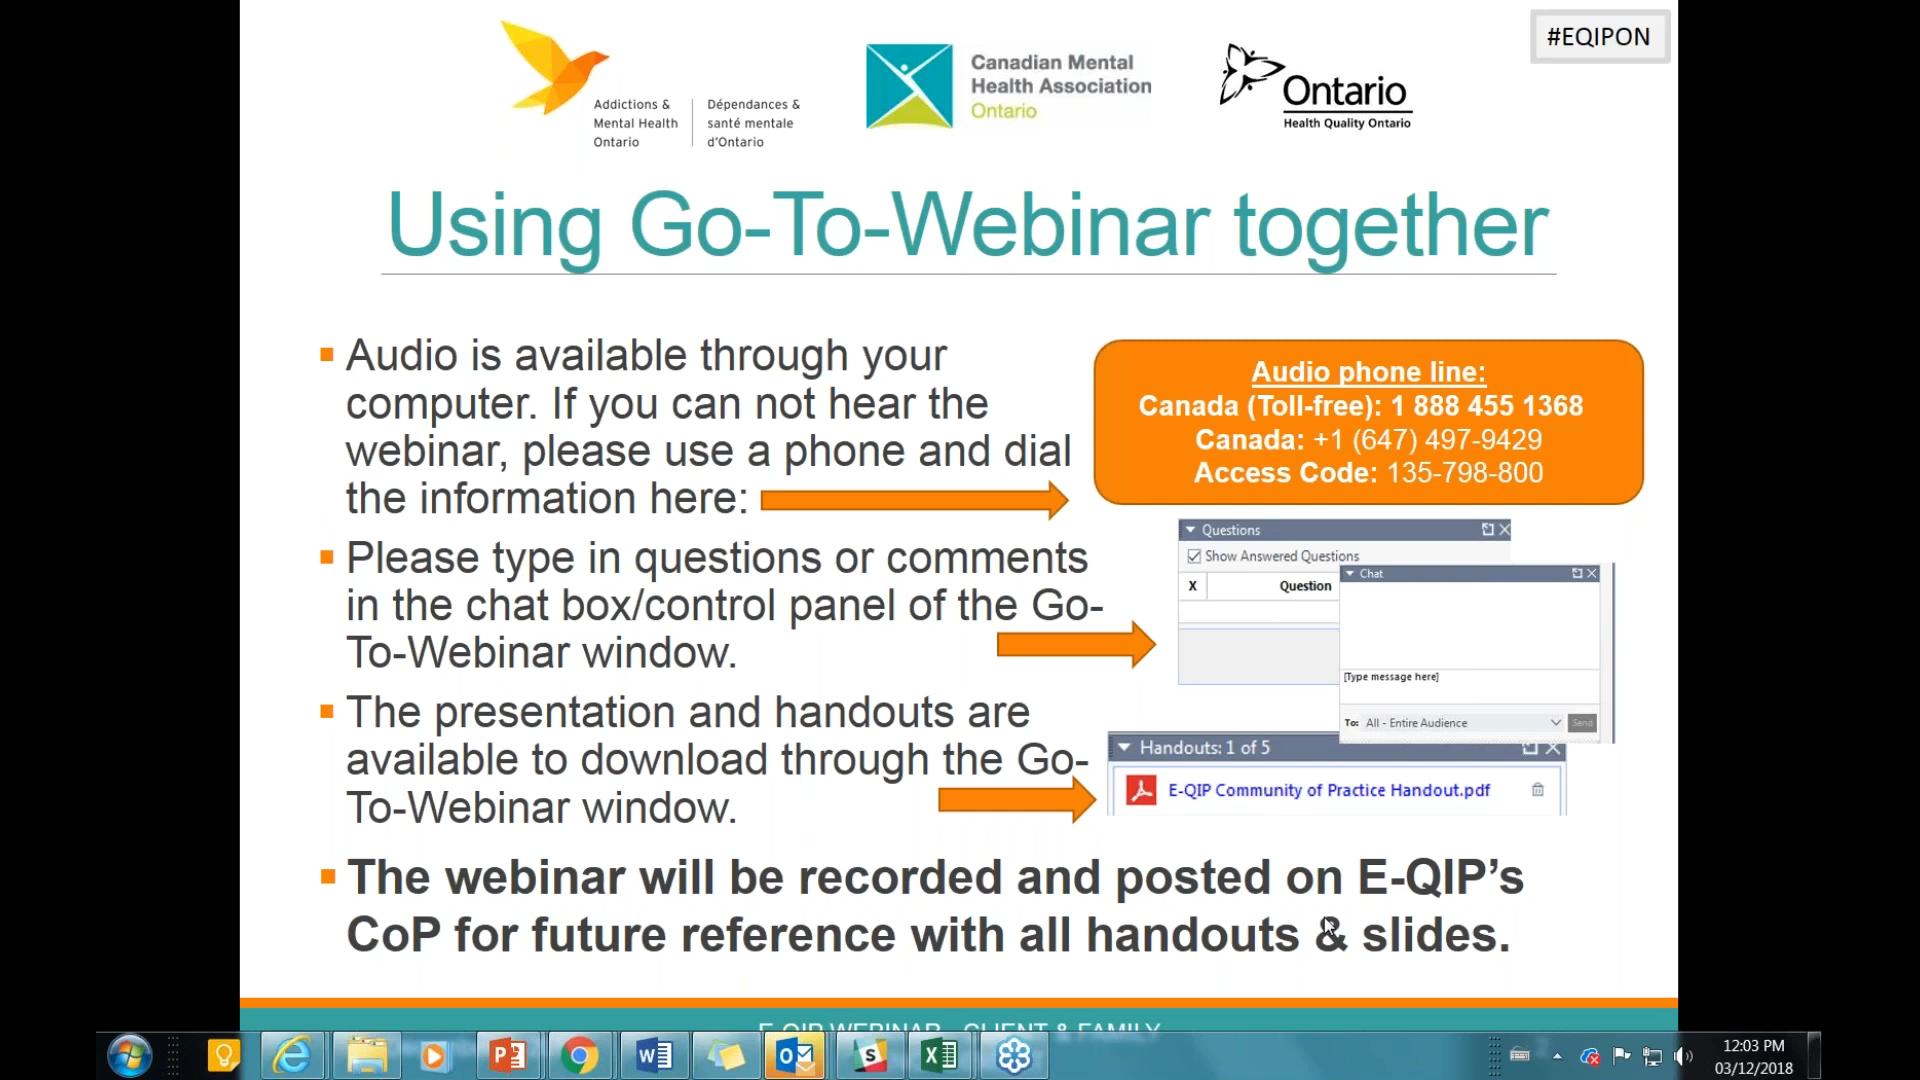 #EQIPON
Addictions &
Mental Health
Ontario
Dépendances &
santé mentale
d'Ontario
Canadian Mental
Health Association
Ontario
Ontario
Health Quality Ontario
Using Go-To-Webinar together
Audio is available through your
computer. If you can not hear the
webinar, please use a phone and dial
the information here:
Audio phone line:
Canada (Toll-free): 1 888 455 1368
Canada: +1 (647) 497-9429
Access Code: 135-798-800
Please type in questions or comments
in the chat box/control panel of the Go-
To-Webinar window.
Questions
Show Answered Questions
X Question
Chat
[Type message here]
To: All - Entire Audience Send
The presentation and handouts are
available to download through the Go-
To-Webinar window.
Handouts: 1 of 5
E-QIP Community of Practice Handout.pdf
The webinar will be recorded and posted on E-QIP's
CoP for future reference with all handouts & slides.
E-QIP WEBINAR - CLIENT & FAMILY
12:03 PM
03/12/2018